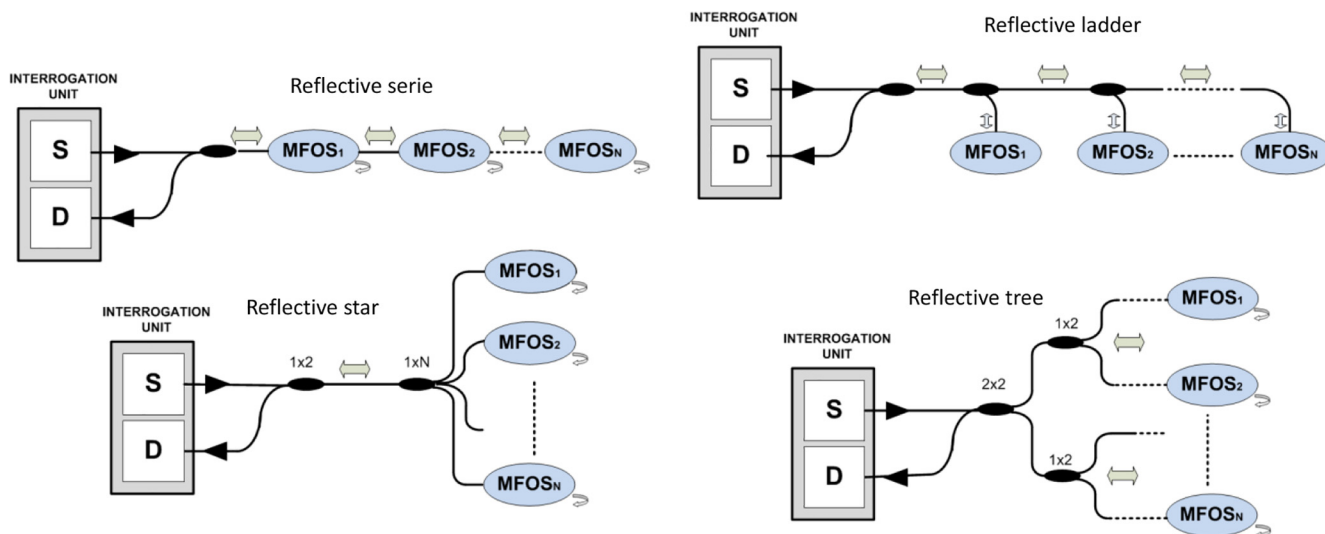 INTERROGATION
UNIT
Reflective serie
S
D
MFOS1
MFOS2
MFOSN
INTERROGATION
UNIT
Reflective ladder
S
D
MFOS1
MFOS2
MFOSN
INTERROGATION
UNIT
Reflective star
1x2
1xN
S
D
MFOS1
MFOS2
MFOSN
INTERROGATION
UNIT
Reflective tree
2x2
1x2
1x2
S
D
MFOS1
MFOS2
MFOSN